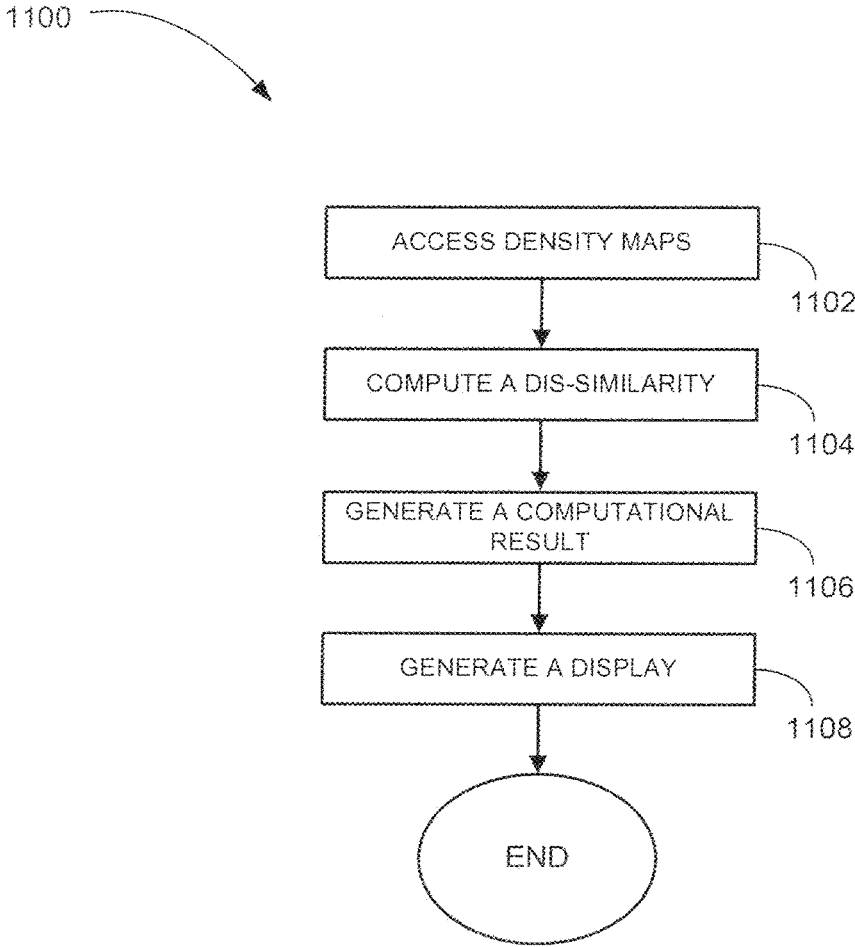 1100
ACCESS DENSITY MAPS
1102
COMPUTE A DIS-SIMILARITY
1104
GENERATE A COMPUTATIONAL
RESULT
1106
GENERATE A DISPLAY
1108
END